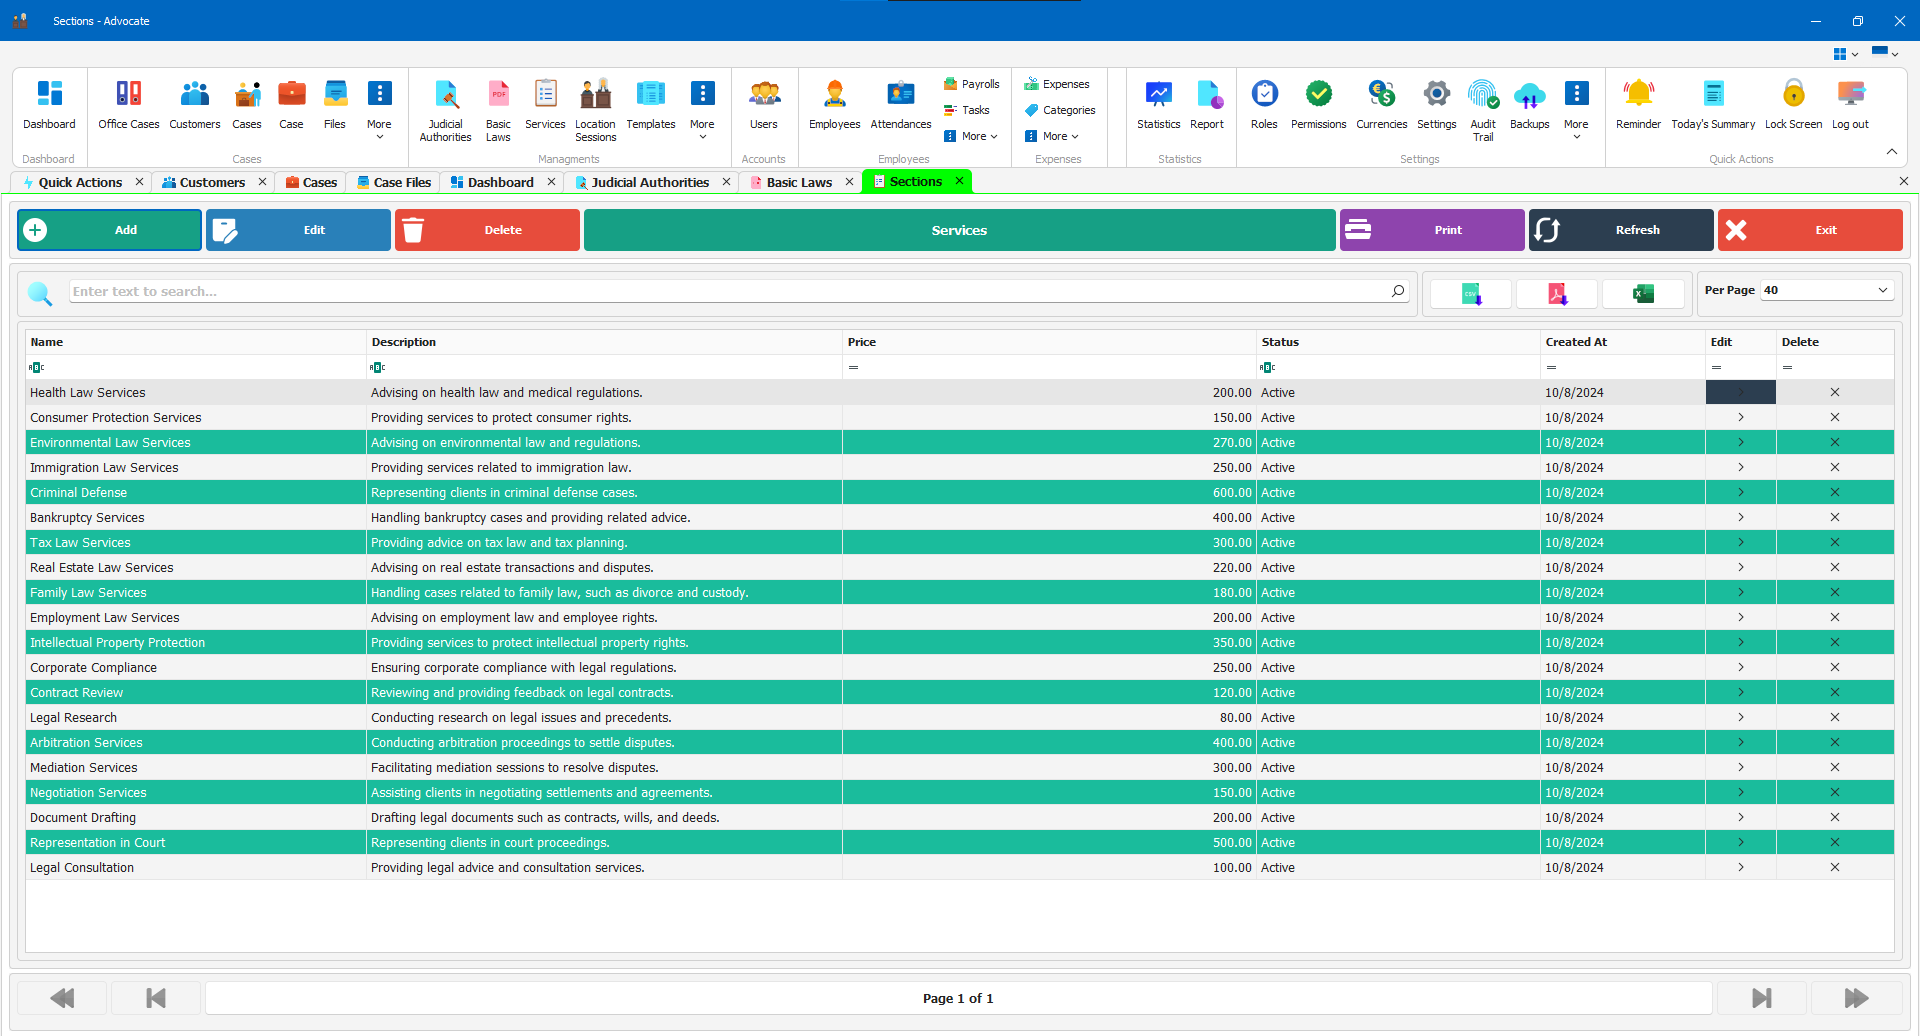 Sections - Advocate
Dashboard
Office Cases
Customers
Cases
Case
Files
More
Judicial Authorities
Basic Laws
Services
Location Sessions
Templates
More
Users
Employees
Attendances
Payrolls
Tasks
More
Expenses
Categories
More
Statistics
Report
Roles
Permissions
Currencies
Settings
Audit Trail
Backups
More
Reminder
Today's Summary
Lock Screen
Log out
Dashboard
Cases
Managments
Accounts
Employees
Expenses
Statistics
Settings
Quick Actions
Quick Actions
Customers
Cases
Case Files
Dashboard
Judicial Authorities
Basic Laws
Sections
Add
Edit
Delete
Services
Print
Refresh
Exit
Enter text to search...
Per Page 40
Name Description Price Status Created At Edit Delete
Health Law Services Advising on health law and medical regulations. 200.00 Active 10/8/2024
Consumer Protection Services Providing services to protect consumer rights. 150.00 Active 10/8/2024
Environmental Law Services Advising on environmental law and regulations. 270.00 Active 10/8/2024
Immigration Law Services Providing services related to immigration law. 250.00 Active 10/8/2024
Criminal Defense Representing clients in criminal defense cases. 600.00 Active 10/8/2024
Bankruptcy Services Handling bankruptcy cases and providing related advice. 400.00 Active 10/8/2024
Tax Law Services Providing advice on tax law and tax planning. 300.00 Active 10/8/2024
Real Estate Law Services Advising on real estate transactions and disputes. 220.00 Active 10/8/2024
Family Law Services Handling cases related to family law, such as divorce and custody. 180.00 Active 10/8/2024
Employment Law Services Advising on employment law and employee rights. 200.00 Active 10/8/2024
Intellectual Property Protection Providing services to protect intellectual property rights. 350.00 Active 10/8/2024
Corporate Compliance Ensuring corporate compliance with legal regulations. 250.00 Active 10/8/2024
Contract Review Reviewing and providing feedback on legal contracts. 120.00 Active 10/8/2024
Legal Research Conducting research on legal issues and precedents. 80.00 Active 10/8/2024
Arbitration Services Conducting arbitration proceedings to settle disputes. 400.00 Active 10/8/2024
Mediation Services Facilitating mediation sessions to resolve disputes. 300.00 Active 10/8/2024
Negotiation Services Assisting clients in negotiating settlements and agreements. 150.00 Active 10/8/2024
Document Drafting Drafting legal documents such as contracts, wills, and deeds. 200.00 Active 10/8/2024
Representation in Court Representing clients in court proceedings. 500.00 Active 10/8/2024
Legal Consultation Providing legal advice and consultation services. 100.00 Active 10/8/2024
Page 1 of 1